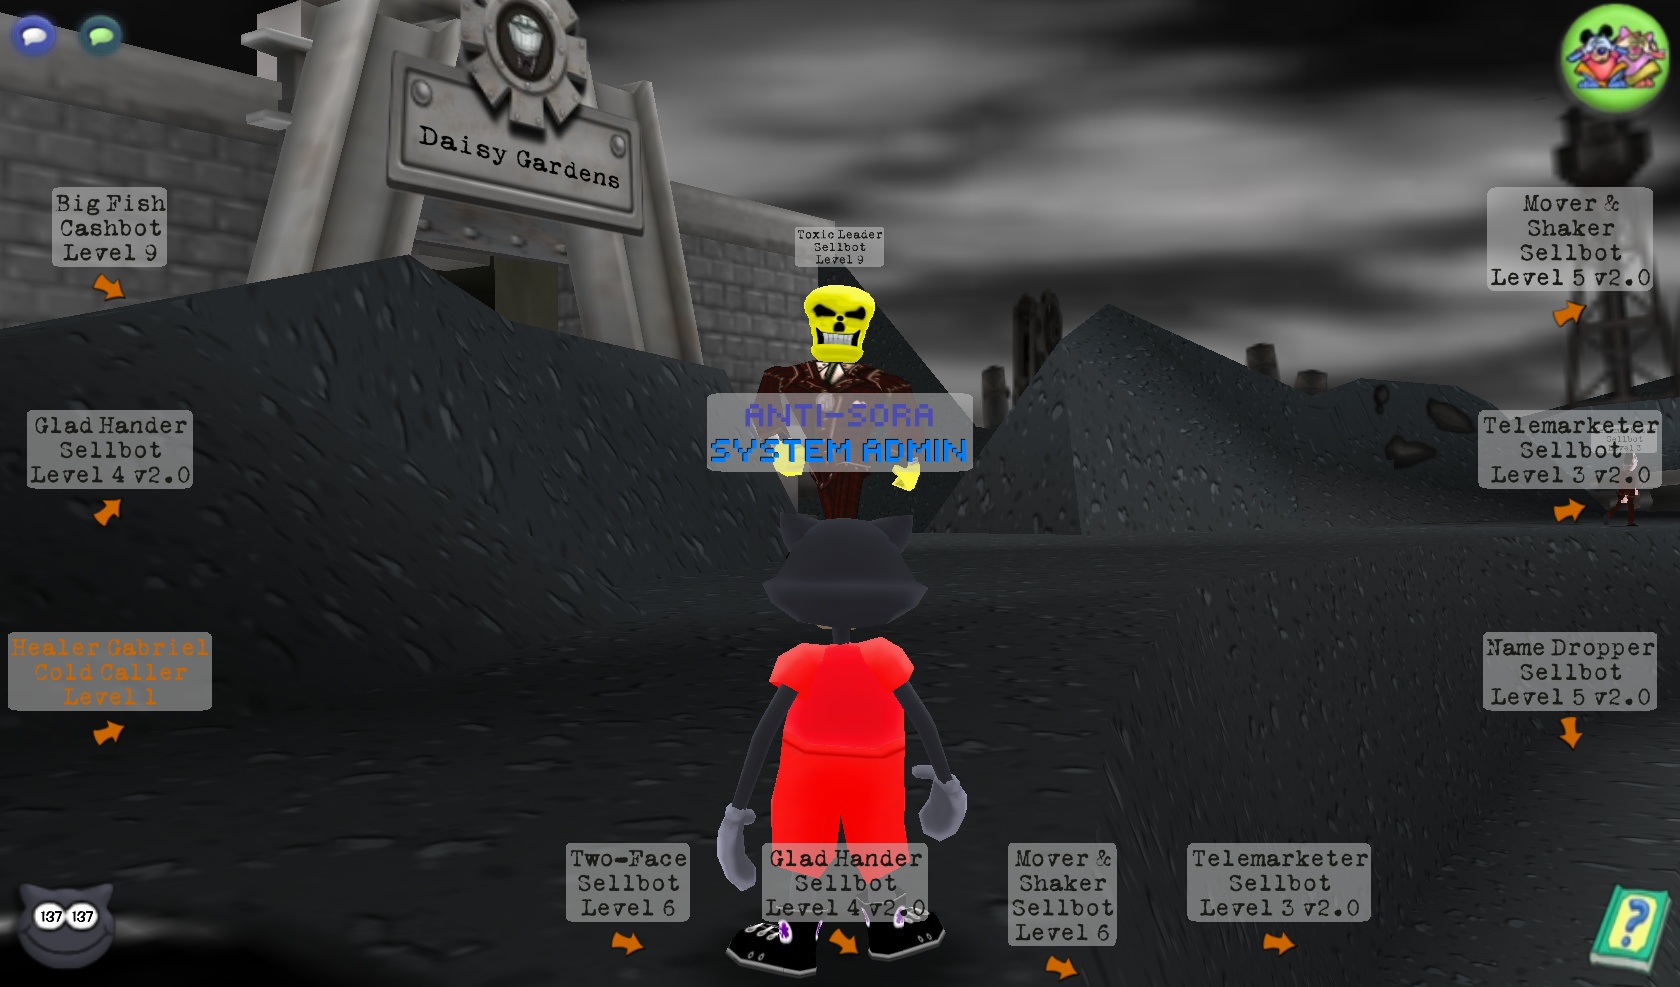 Daisy Gardens
Big Fish
Cashbot
Level 9
Toxic Leader
Sellbot
Level 9
Mover &
Shaker
Sellbot
Level 5 v2.0
ANTI-SORA
SYSTEM ADMIN
Glad Hander
Sellbot
Level 4 v2.0
Telemarketer
Sellbot
Level 3 v2.0
Sellbot
Healer Gabriel
Cold Caller
Level 1
Name Dropper
Sellbot
Level 5 v2.0
Two-Face
Sellbot
Level 6
Glad Hander
Sellbot
Level 4 v2.0
Mover &
Shaker
Sellbot
Level 6
Telemarketer
Sellbot
Level 3 v2.0
137 137
?